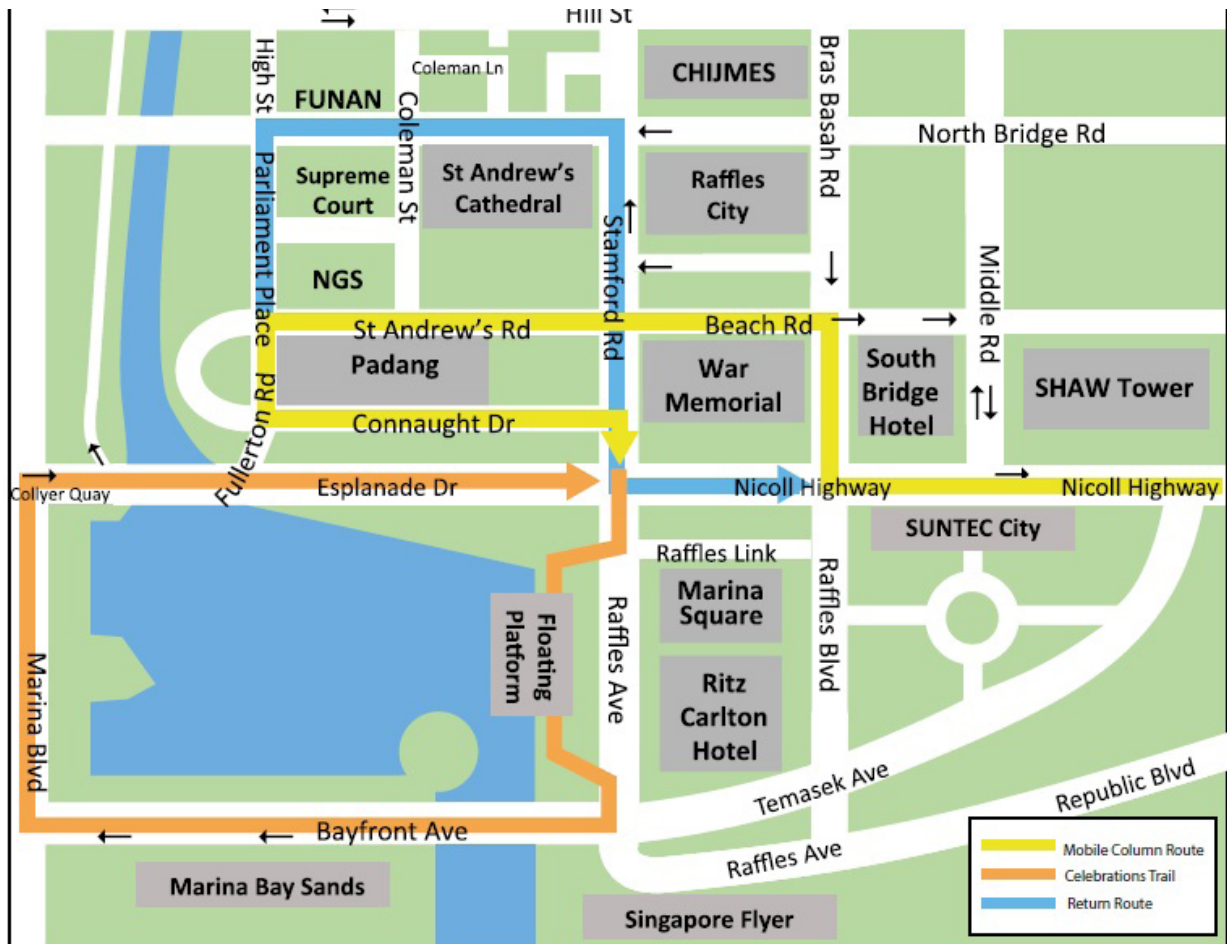 Hill St
High St
Coleman Ln
CHIJMES
Bras Basah Rd
FUNAN
Coleman St
North Bridge Rd
Parliament Place
Supreme
Court
St Andrew's
Cathedral
Raffles
City
Stamford Rd
Middle Rd
NGS
St Andrew's Rd
Beach Rd
Padang
War
Memorial
South
Bridge
Hotel
SHAW Tower
Connaught Dr
Fullerton Rd
Collyer Quay
Esplanade Dr
Nicoll Highway
Nicoll Highway
SUNTEC City
Raffles Link
Marina
Square
Raffles Ave
Raffles Blvd
Floating
Platform
Marina Blvd
Ritz
Carlton
Hotel
Temasek Ave
Republic Blvd
Bayfront Ave
Raffles Ave
Marina Bay Sands
Singapore Flyer
Mobile Column Route
Celebrations Trail
Return Route